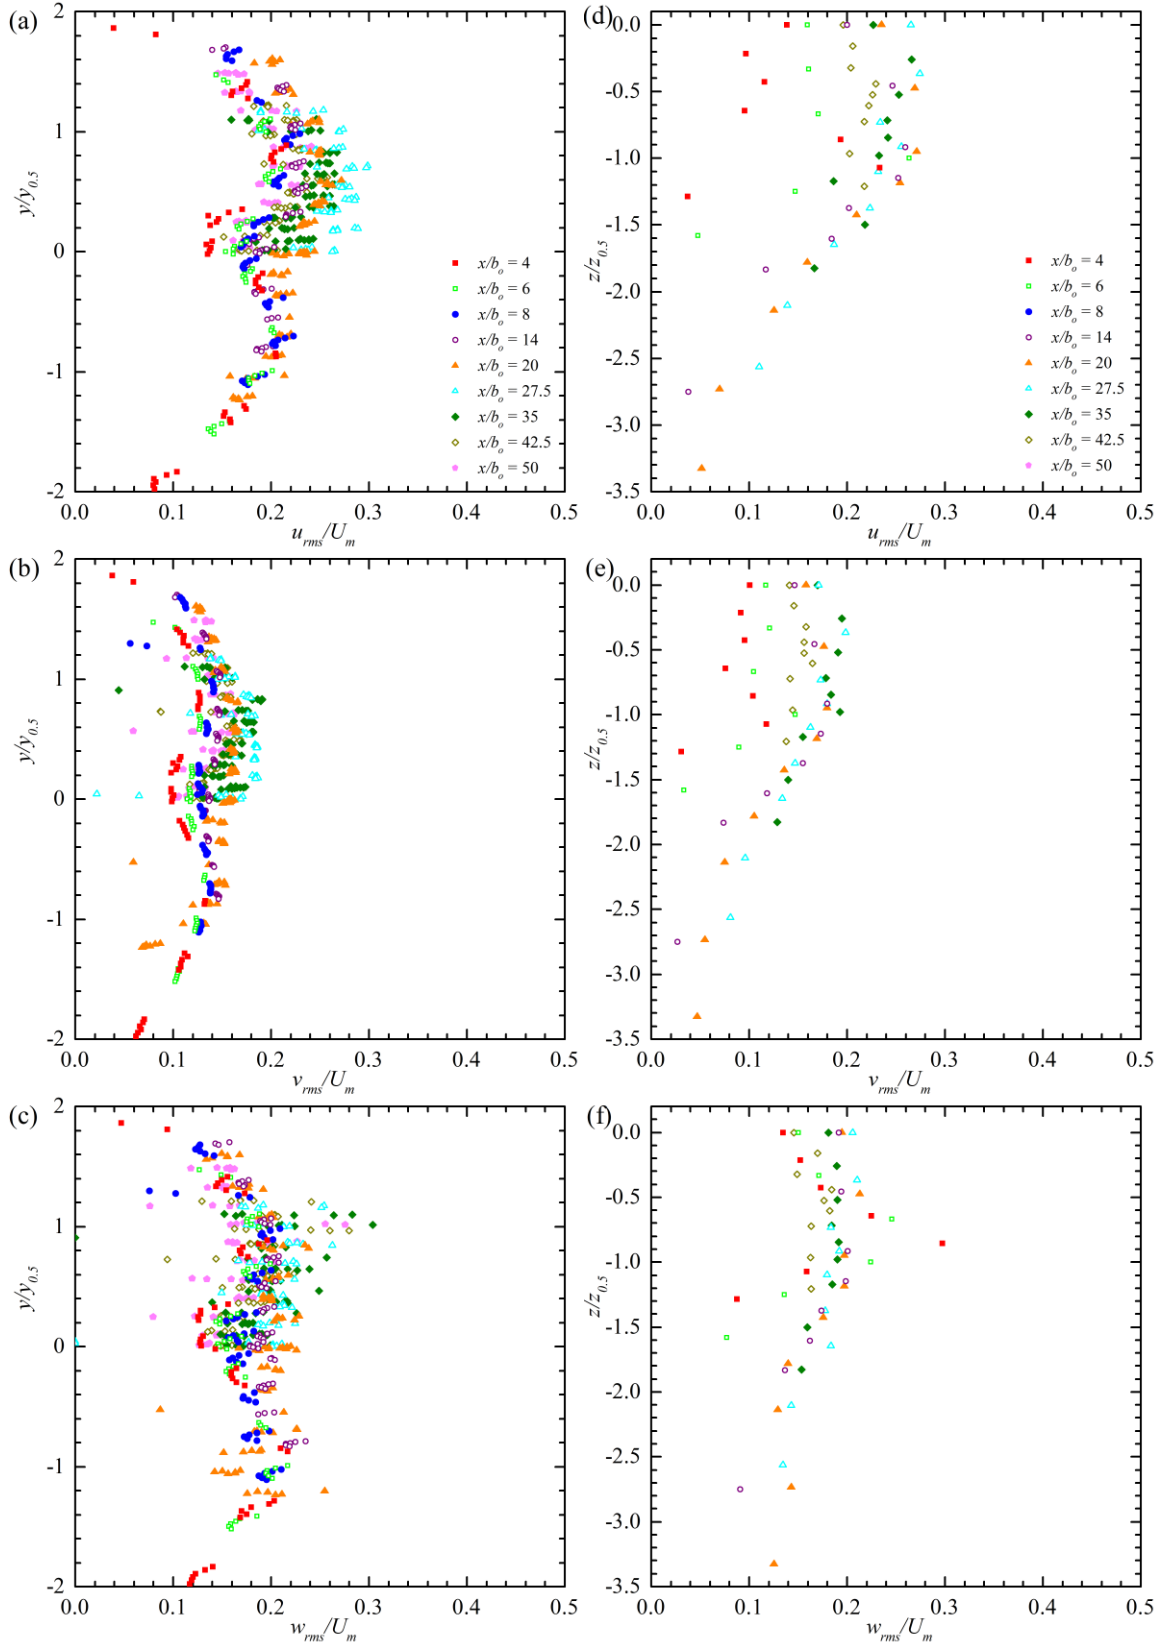 (a)
2
1
0
-1
-2
y/y0.5
x/bo = 4
x/bo = 6
x/bo = 8
x/bo = 14
x/bo = 20
x/bo = 27.5
x/bo = 35
x/bo = 42.5
x/bo = 50
0.0 0.1 0.2 0.3 0.4 0.5
urms/Um
(d)
0.0
-0.5
-1.0
-1.5
-2.0
-2.5
-3.0
-3.5
z/z0.5
x/bo = 4
x/bo = 6
x/bo = 8
x/bo = 14
x/bo = 20
x/bo = 27.5
x/bo = 35
x/bo = 42.5
x/bo = 50
0.0 0.1 0.2 0.3 0.4 0.5
urms/Um
(b)
2
1
0
-1
-2
y/y0.5
0.0 0.1 0.2 0.3 0.4 0.5
vrms/Um
(e)
0.0
-0.5
-1.0
-1.5
-2.0
-2.5
-3.0
-3.5
z/z0.5
0.0 0.1 0.2 0.3 0.4 0.5
vrms/Um
(c)
2
1
0
-1
-2
y/y0.5
0.0 0.1 0.2 0.3 0.4 0.5
wrms/Um
(f)
0.0
-0.5
-1.0
-1.5
-2.0
-2.5
-3.0
-3.5
z/z0.5
0.0 0.1 0.2 0.3 0.4 0.5
wrms/Um